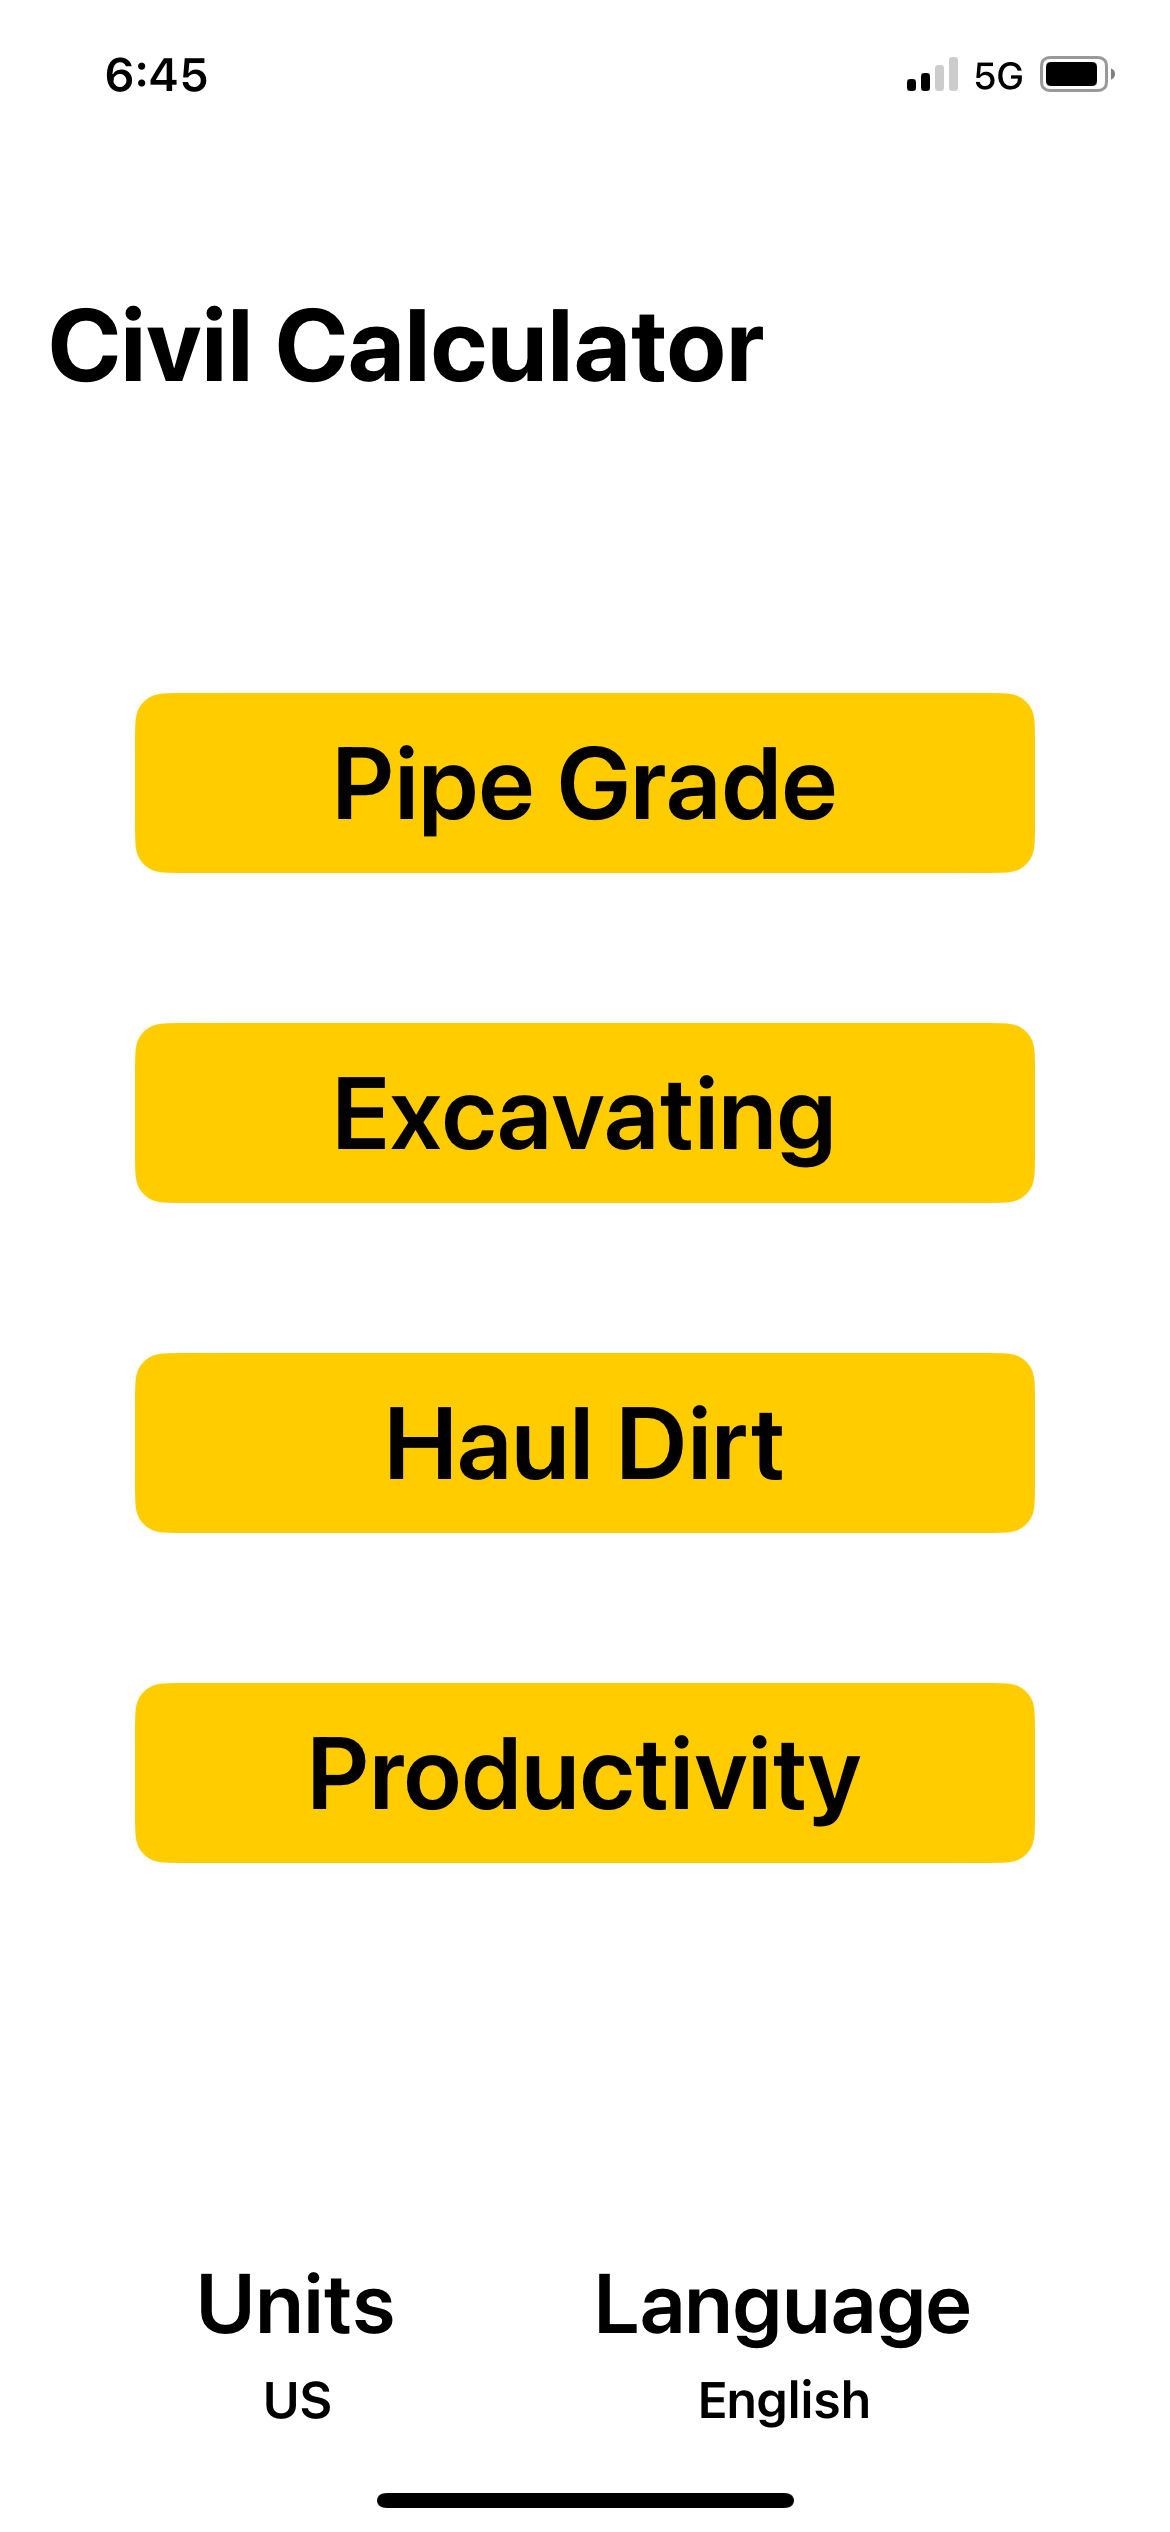 6:45
5G
Civil Calculator
Pipe Grade
Excavating
Haul Dirt
Productivity
Units
Language
US
English